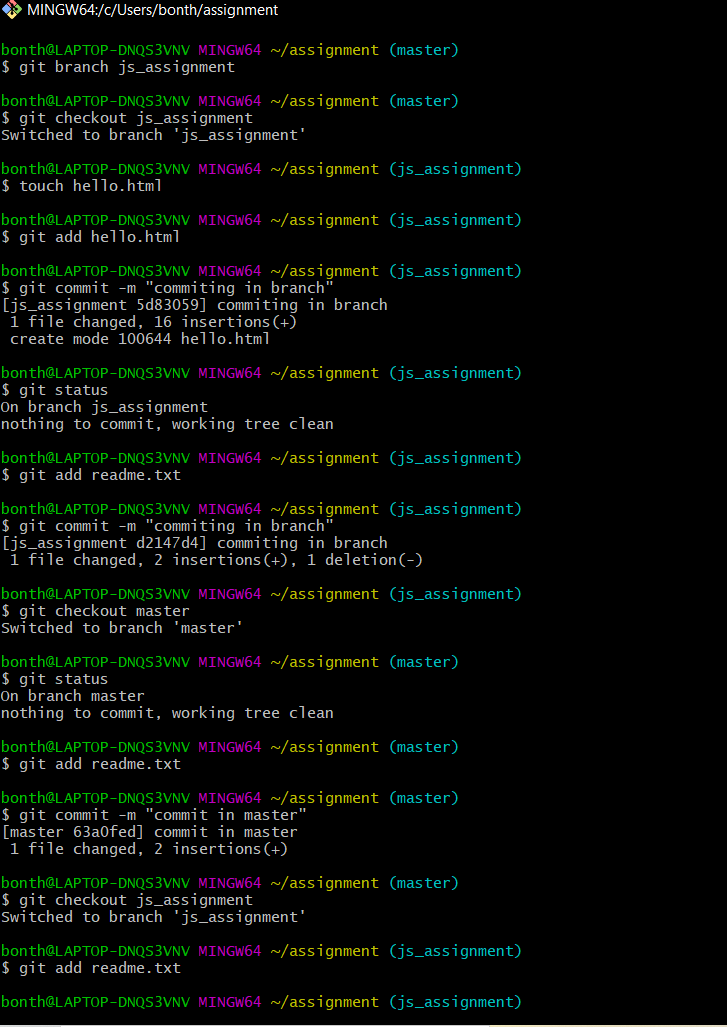 MINGW64:/c/Users/bonth/assignment
bonth@LAPTOP-DNQS3VNV MINGW64 ~/assignment (master)
$ git branch js_assignment
bonth@LAPTOP-DNQS3VNV MINGW64 ~/assignment (master)
$ git checkout js_assignment
Switched to branch 'js_assignment'
bonth@LAPTOP-DNQS3VNV MINGW64 ~/assignment (js_assignment)
$ touch hello.html
bonth@LAPTOP-DNQS3VNV MINGW64 ~/assignment (js_assignment)
$ git add hello.html
bonth@LAPTOP-DNQS3VNV MINGW64 ~/assignment (js_assignment)
$ git commit -m "commiting in branch"
[js_assignment 5d83059] commiting in branch
 1 file changed, 16 insertions(+)
 create mode 100644 hello.html
bonth@LAPTOP-DNQS3VNV MINGW64 ~/assignment (js_assignment)
$ git status
On branch js_assignment
nothing to commit, working tree clean
bonth@LAPTOP-DNQS3VNV MINGW64 ~/assignment (js_assignment)
$ git add readme.txt
bonth@LAPTOP-DNQS3VNV MINGW64 ~/assignment (js_assignment)
$ git commit -m "commiting in branch"
[js_assignment d2147d4] commiting in branch
 1 file changed, 2 insertions(+), 1 deletion(-)
bonth@LAPTOP-DNQS3VNV MINGW64 ~/assignment (js_assignment)
$ git checkout master
Switched to branch 'master'
bonth@LAPTOP-DNQS3VNV MINGW64 ~/assignment (master)
$ git status
On branch master
nothing to commit, working tree clean
bonth@LAPTOP-DNQS3VNV MINGW64 ~/assignment (master)
$ git add readme.txt
bonth@LAPTOP-DNQS3VNV MINGW64 ~/assignment (master)
$ git commit -m "commit in master"
[master 63a0fed] commit in master
 1 file changed, 2 insertions(+)
bonth@LAPTOP-DNQS3VNV MINGW64 ~/assignment (master)
$ git checkout js_assignment
Switched to branch 'js_assignment'
bonth@LAPTOP-DNQS3VNV MINGW64 ~/assignment (js_assignment)
$ git add readme.txt
bonth@LAPTOP-DNQS3VNV MINGW64 ~/assignment (js_assignment)